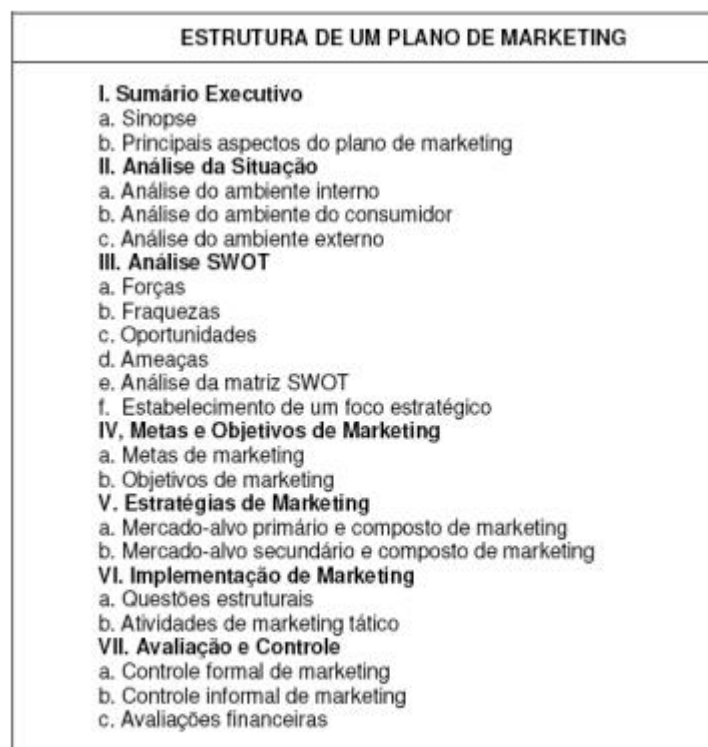 ESTRUTURA DE UM PLANO DE MARKETING
I. Sumário Executivo
a. Sinopse
b. Principais aspectos do plano de marketing
II. Análise da Situação
a. Análise do ambiente interno
b. Análise do ambiente do consumidor
c. Análise do ambiente externo
III. Análise SWOT
a. Forças
b. Fraquezas
c. Oportunidades
d. Ameaças
e. Análise da matriz SWOT
f. Estabelecimento de um foco estratégico
IV, Metas e Objetivos de Marketing
a. Metas de marketing
b. Objetivos de marketing
V. Estratégias de Marketing
a. Mercado-alvo primário e composto de marketing
b. Mercado-alvo secundário e composto de marketing
VI. Implementação de Marketing
a. Questões estruturais
b. Atividades de marketing tático
VII. Avaliação e Controle
a. Controle formal de marketing
b. Controle informal de marketing
c. Avaliações financeiras